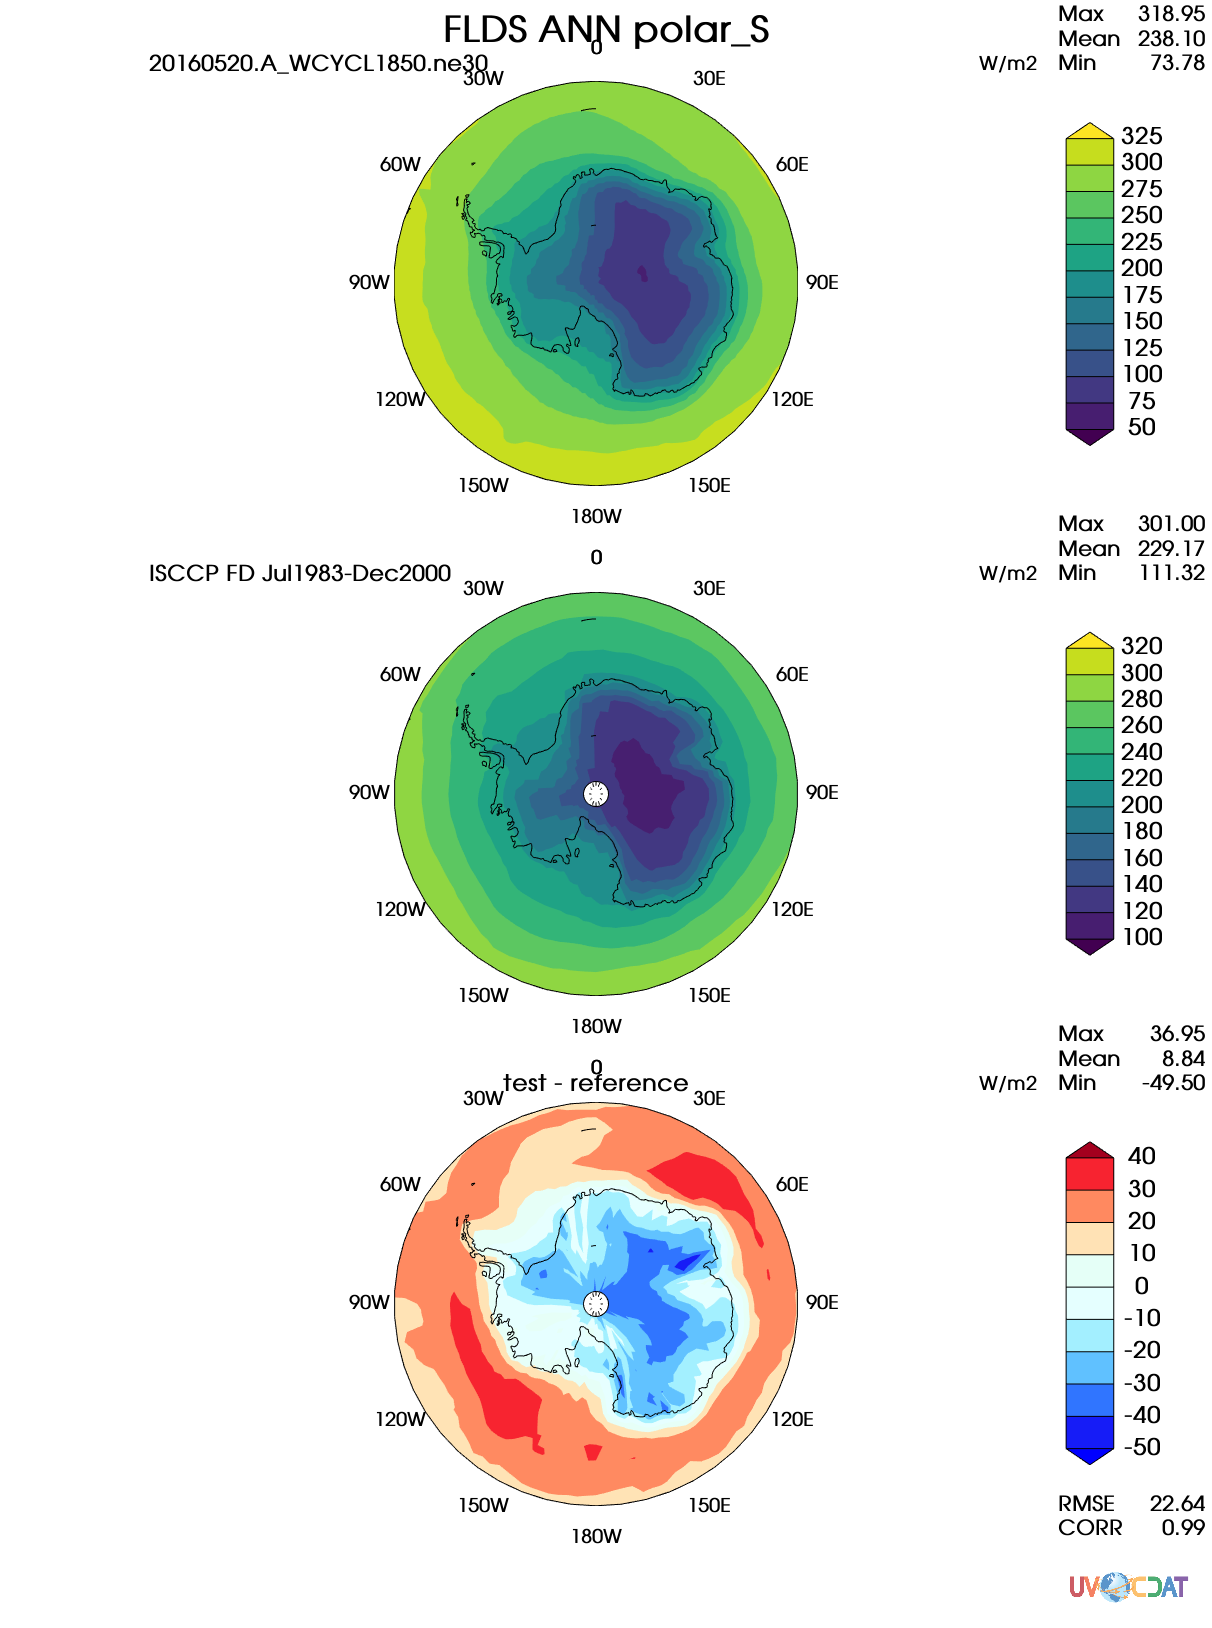 FLDS ANN polar_S
20160520.A_WCYCL1850.ne30
W/m2
Max 318.95
Mean 238.10
Min 73.78
0
30W 30E
60W 60E
90W 90E
120W 120E
150W 150E
180W
325
300
275
250
225
200
175
150
125
100
75
50
ISCCP FD Jul1983-Dec2000
W/m2
Max 301.00
Mean 229.17
Min 111.32
0
30W 30E
60W 60E
90W 90E
120W 120E
150W 150E
180W
320
300
280
260
240
220
200
180
160
140
120
100
test - reference
W/m2
Max 36.95
Mean 8.84
Min -49.50
0
30W 30E
60W 60E
90W 90E
120W 120E
150W 150E
180W
40
30
20
10
0
-10
-20
-30
-40
-50
RMSE 22.64
CORR 0.99
UV CDAT